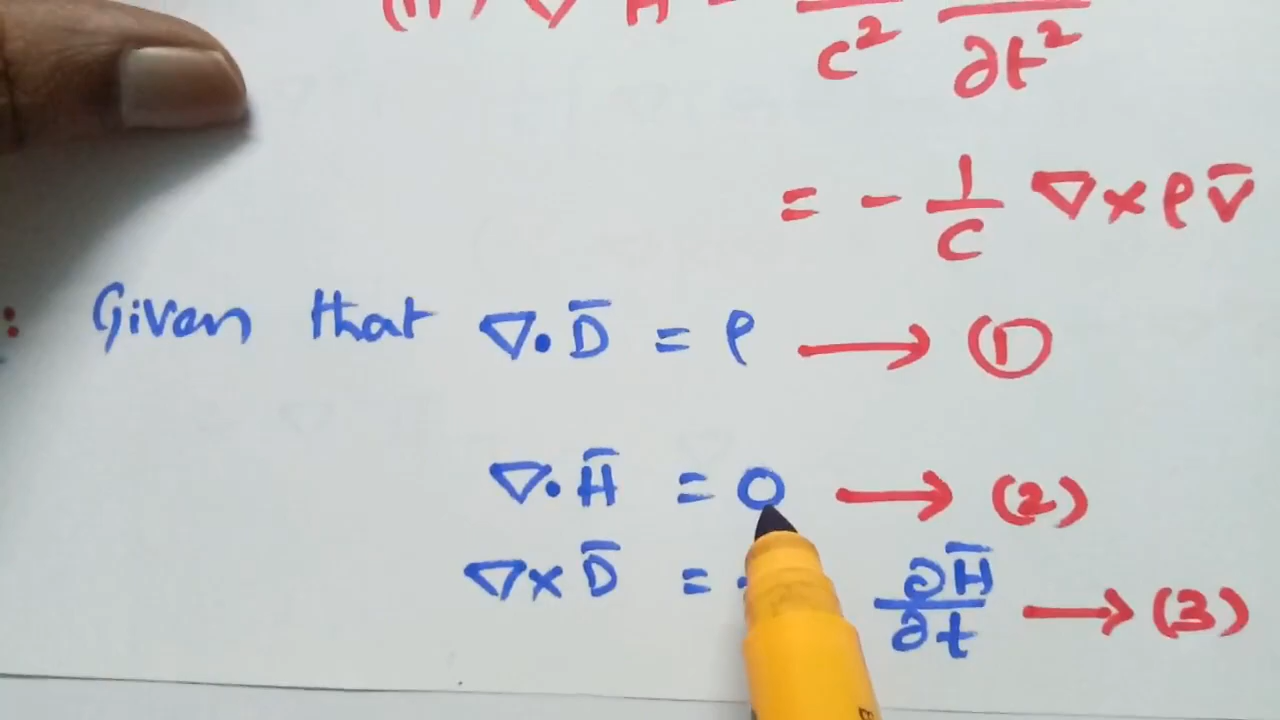 ∇ H =
c² ∂t²
= - 1/c ∇×ρv̄
: Given that ∇·D̄ = ρ → (1)
∇·H̄ = 0 → (2)
∇×D̄ = - ∂H̄/∂t → (3)